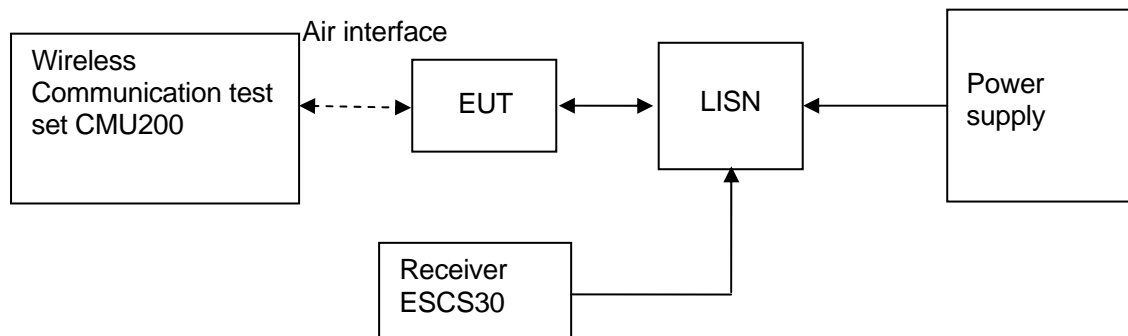 Air interface
Wireless
Communication test
set CMU200
EUT
LISN
Power
supply
Receiver
ESCS30